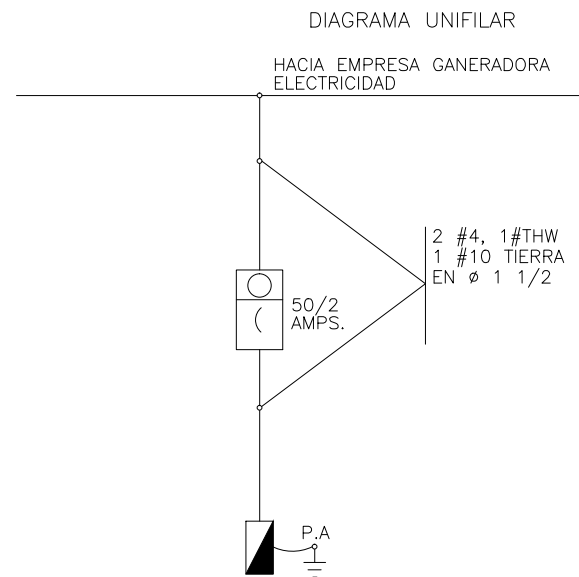 DIAGRAMA UNIFILAR
HACIA EMPRESA GANERADORA
ELECTRICIDAD
2 #4, 1#THW
1 #10 TIERRA
EN ø 1 1/2
50/2
AMPS.
P.A